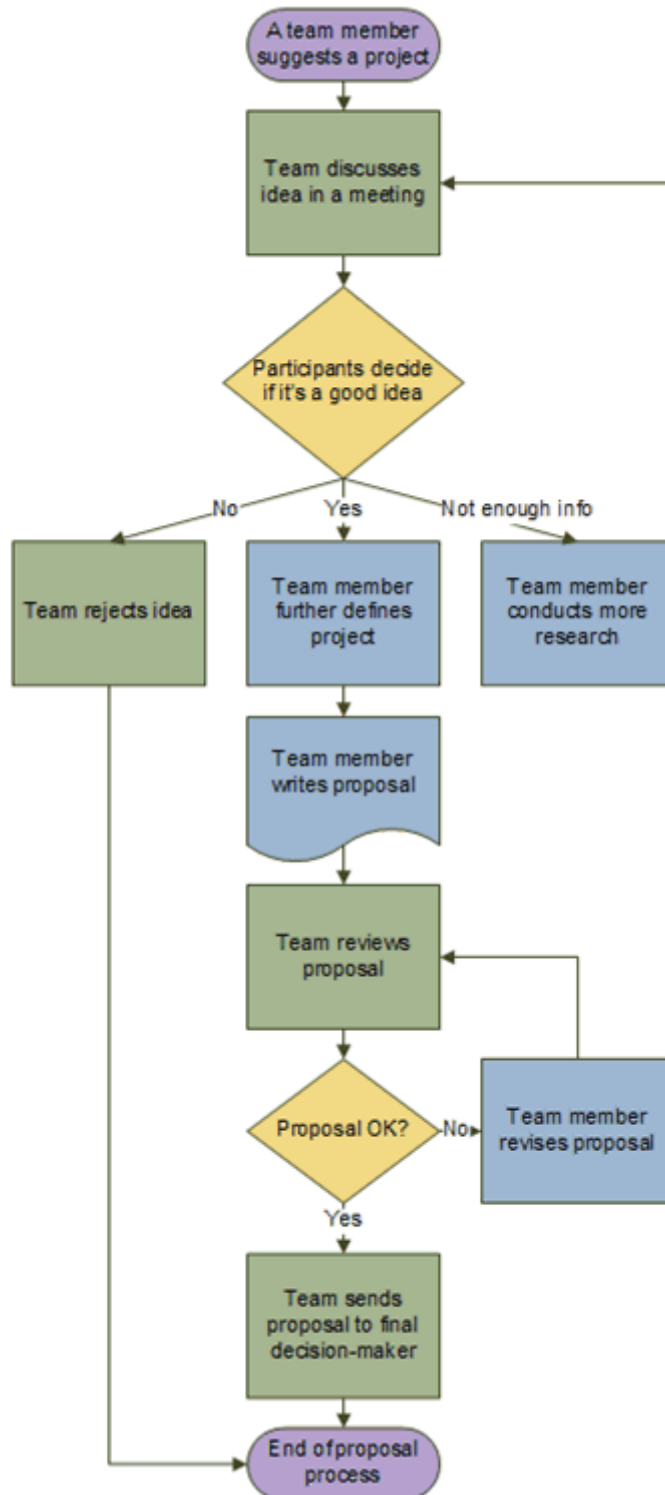 A team member
suggests a project
Team discusses
idea in a meeting
Participants decide
if it's a good idea
No
Yes
Not enough info
Team rejects idea
Team member
further defines
project
Team member
conducts more
research
Team member
writes proposal
Team reviews
proposal
Proposal OK?
No
Team member
revises proposal
Yes
Team sends
proposal to final
decision-maker
End of proposal
process